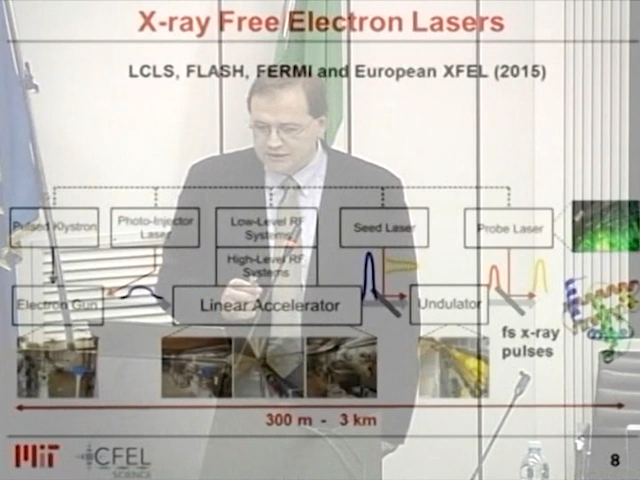 X-ray Free Electron Lasers
LCLS, FLASH, FERMI and European XFEL (2015)
Pulsed Klystron
Photo-Injector
Laser
Low-Level RF
Systems
Seed Laser
Probe Laser
High-Level RF
Systems
Electron Gun
Linear Accelerator
Undulator
fs x-ray
pulses
300 m - 3 km
MIT
CFEL
SCIENCE
8